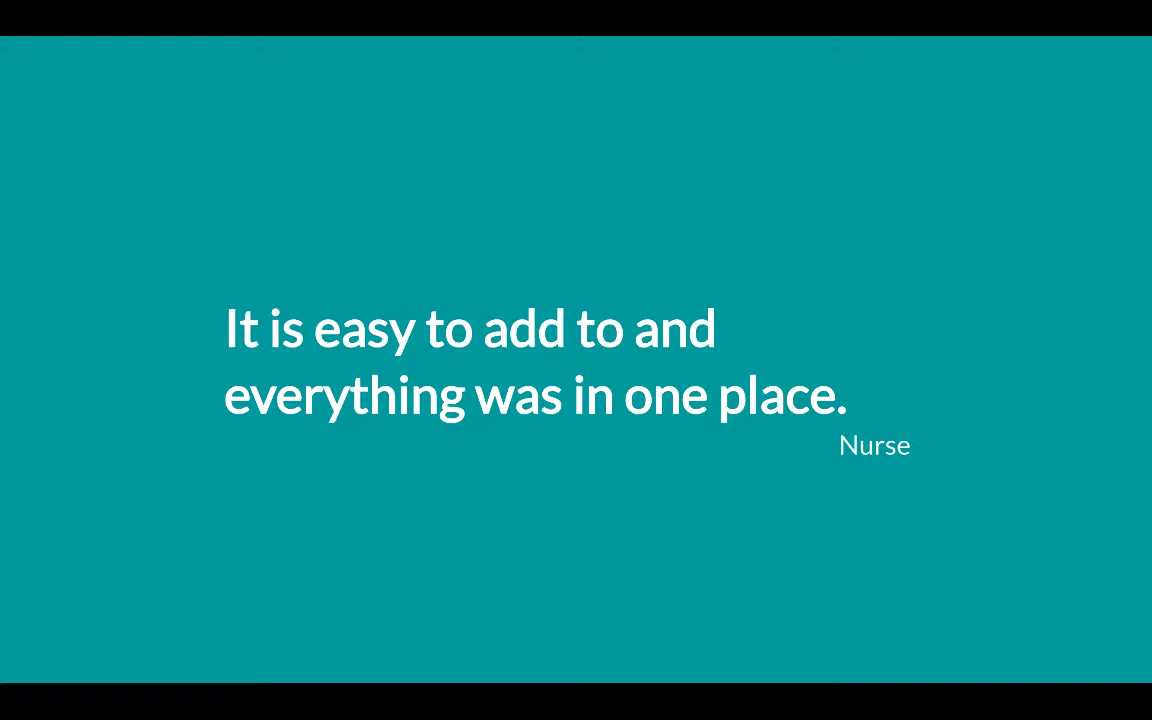 It is easy to add to and
everything was in one place.
Nurse